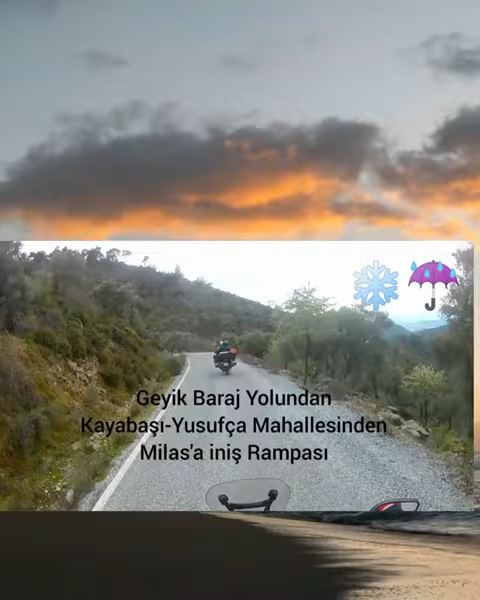 Geyik Baraj Yolundan
Kayabaşı-Yusufça Mahallesinden
Milas'a iniş Rampası